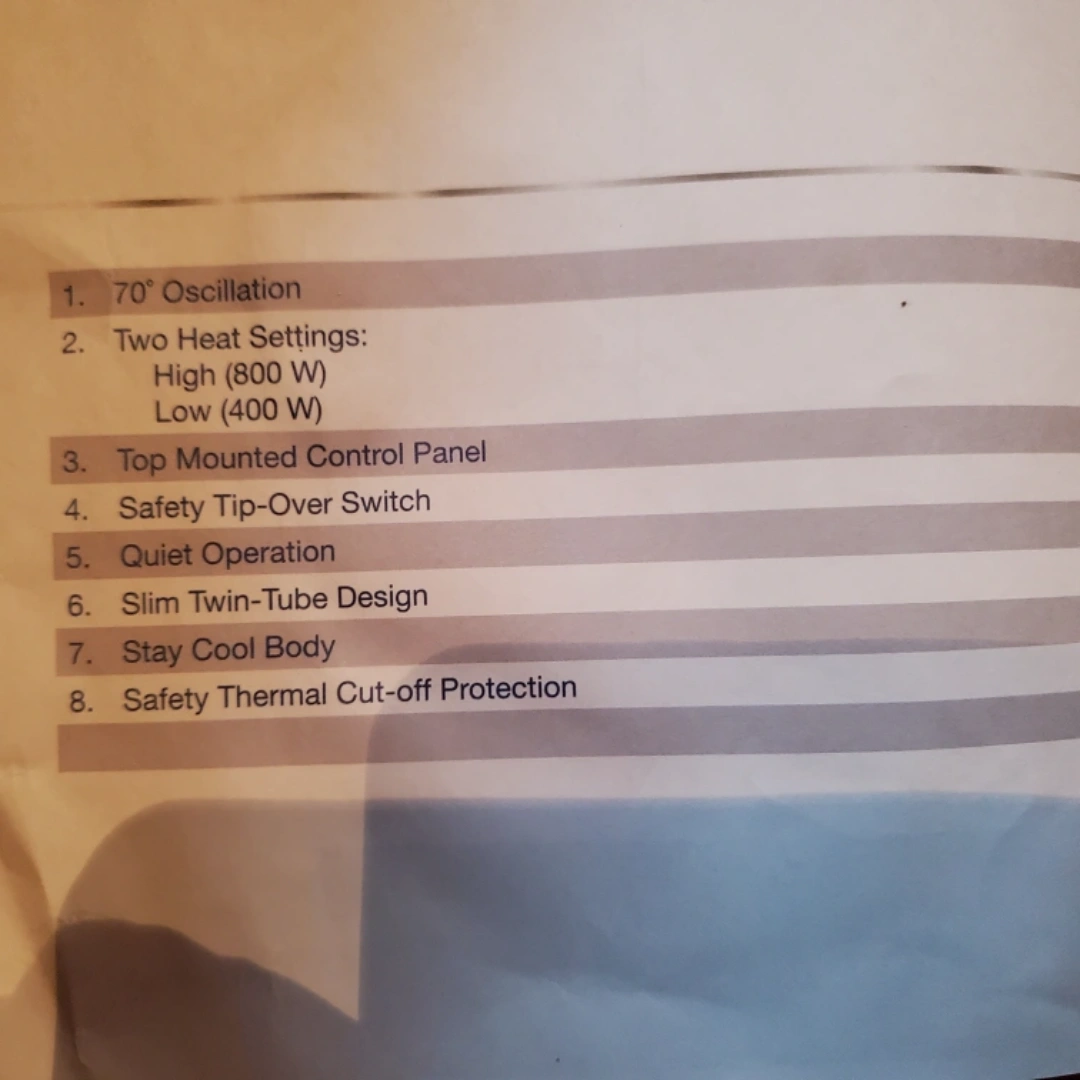 1. 70° Oscillation
2. Two Heat Settings:
High (800 W)
Low (400 W)
3. Top Mounted Control Panel
4. Safety Tip-Over Switch
5. Quiet Operation
6. Slim Twin-Tube Design
7. Stay Cool Body
8. Safety Thermal Cut-off Protection